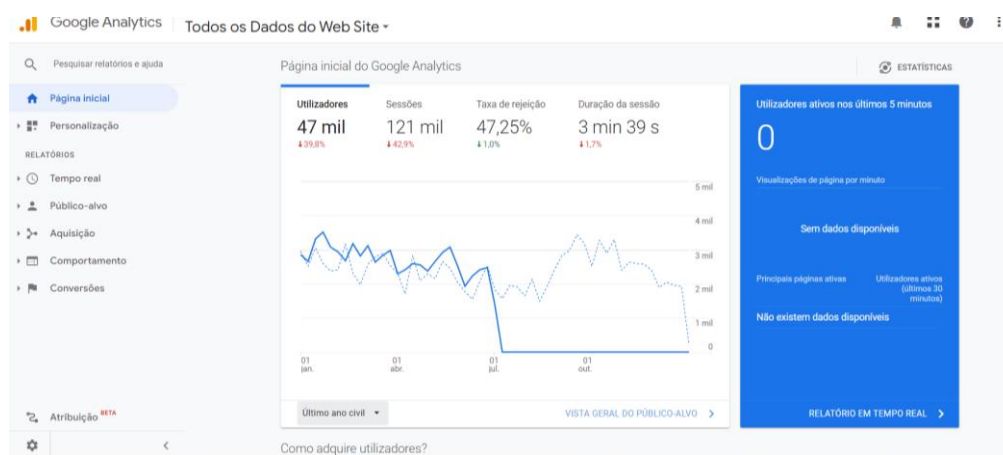 Google Analytics
Todos os Dados do Web Site
Pesquisar relatórios e ajuda
Página inicial
Personalização
RELATÓRIOS
Tempo real
Público-alvo
Aquisição
Comportamento
Conversões
Atribuição BETA
Página inicial do Google Analytics
ESTATÍSTICAS
Utilizadores Sessões Taxa de rejeição Duração da sessão
47 mil 121 mil 47,25% 3 min 39 s
39,8% 42,9% 1,0% 1,7%
5 mil
4 mil
3 mil
2 mil
1 mil
0
01 01 01 01
jan. abr. jul. out.
Último ano civil VISTA GERAL DO PÚBLICO-ALVO
Utilizadores ativos nos últimos 5 minutos
0
Visualizações de página por minuto
Sem dados disponíveis
Principais páginas ativas Utilizadores ativos
(últimos 30
minutos)
Não existem dados disponíveis
RELATÓRIO EM TEMPO REAL
Como adquire utilizadores?